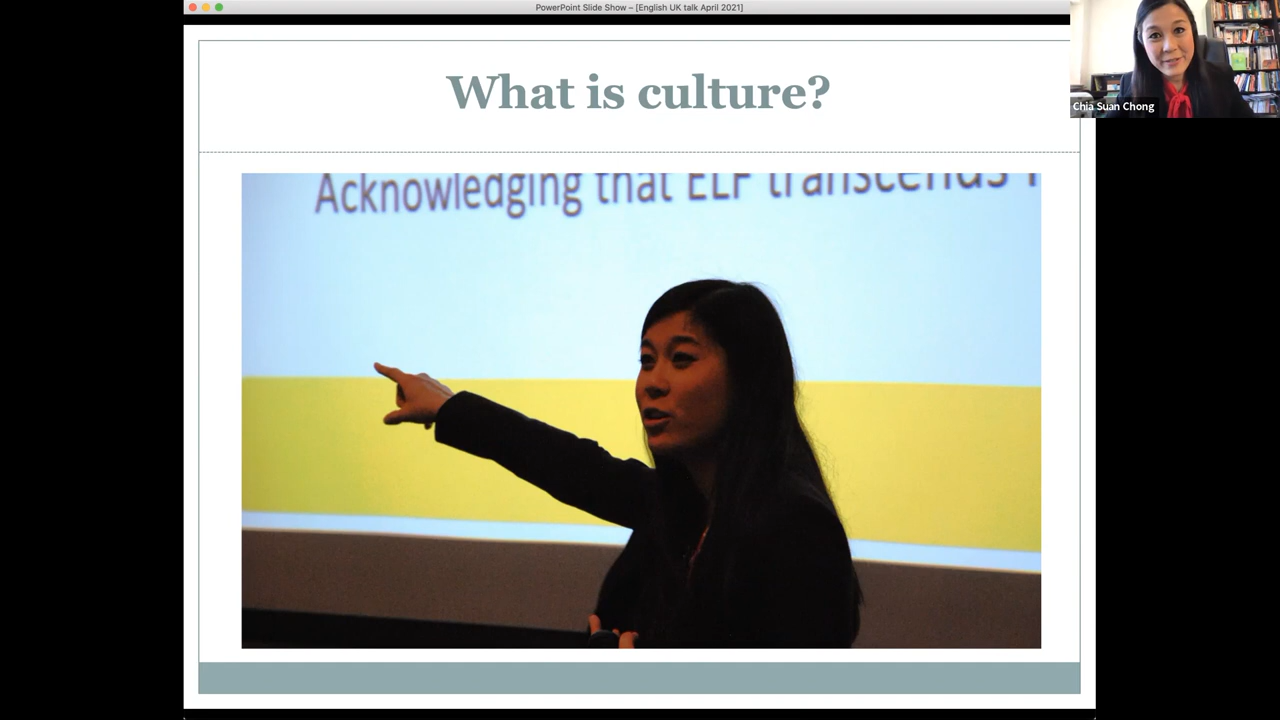 PowerPoint Slide Show – [English UK talk April 2021]
Chia Suan Chong
What is culture?
Acknowledging that ELF transcends